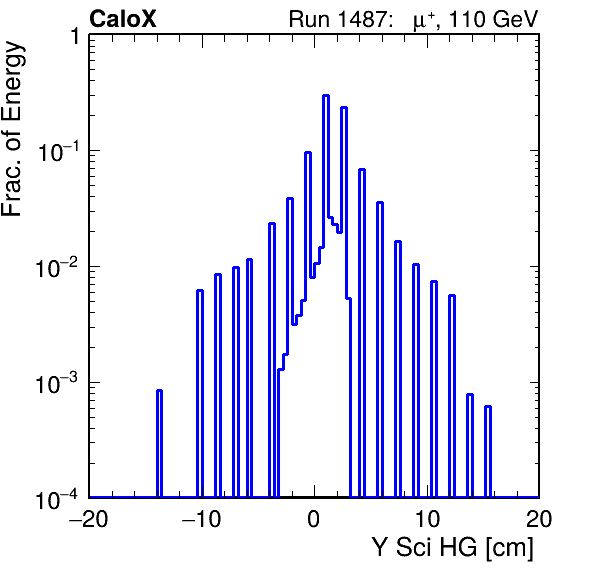 CaloX Run 1487: μ⁺, 110 GeV
Frac. of Energy
1
10⁻¹
10⁻²
10⁻³
10⁻⁴
−20 −10 0 10 20
Y Sci HG [cm]